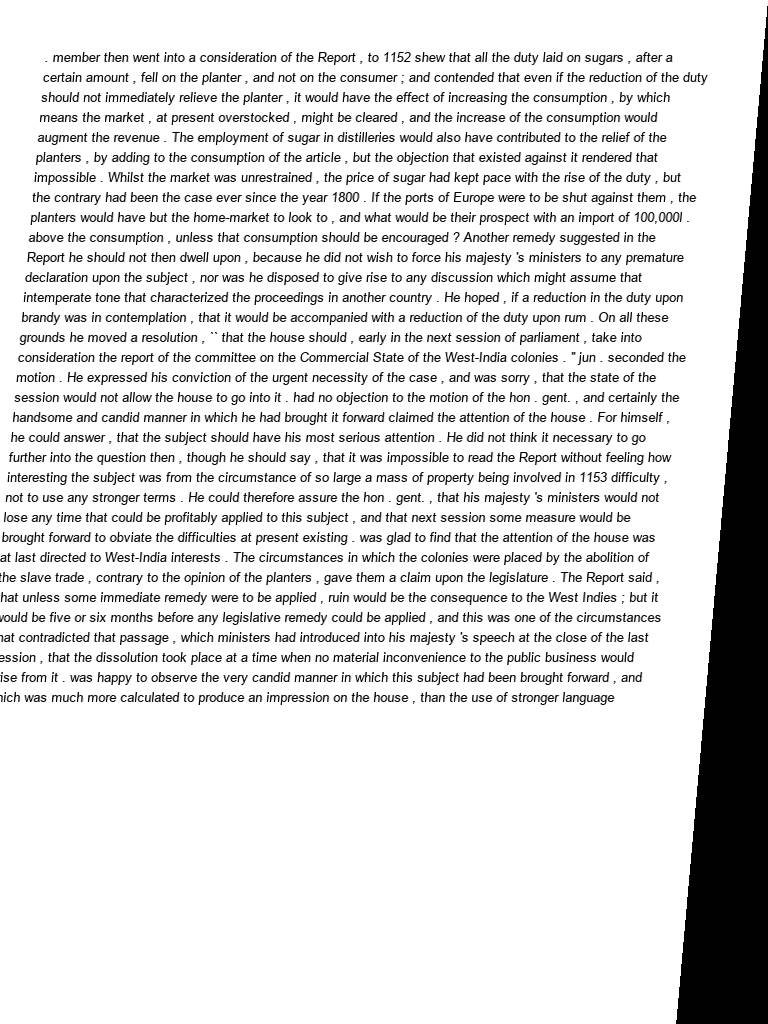 . member then went into a consideration of the Report , to 1152 shew that all the duty laid on sugars , after a
certain amount , fell on the planter , and not on the consumer ; and contended that even if the reduction of the duty
should not immediately relieve the planter , it would have the effect of increasing the consumption , by which
means the market , at present overstocked , might be cleared , and the increase of the consumption would
augment the revenue . The employment of sugar in distilleries would also have contributed to the relief of the
planters , by adding to the consumption of the article , but the objection that existed against it rendered that
impossible . Whilst the market was unrestrained , the price of sugar had kept pace with the rise of the duty , but
the contrary had been the case ever since the year 1800 . If the ports of Europe were to be shut against them , the
planters would have but the home-market to look to , and what would be their prospect with an import of 100,000l .
above the consumption , unless that consumption should be encouraged ? Another remedy suggested in the
Report he should not then dwell upon , because he did not wish to force his majesty 's ministers to any premature
declaration upon the subject , nor was he disposed to give rise to any discussion which might assume that
intemperate tone that characterized the proceedings in another country . He hoped , if a reduction in the duty upon
brandy was in contemplation , that it would be accompanied with a reduction of the duty upon rum . On all these
grounds he moved a resolution , `` that the house should , early in the next session of parliament , take into
consideration the report of the committee on the Commercial State of the West-India colonies . " jun . seconded the
motion . He expressed his conviction of the urgent necessity of the case , and was sorry , that the state of the
session would not allow the house to go into it . had no objection to the motion of the hon . gent. , and certainly the
handsome and candid manner in which he had brought it forward claimed the attention of the house . For himself ,
he could answer , that the subject should have his most serious attention . He did not think it necessary to go
further into the question then , though he should say , that it was impossible to read the Report without feeling how
interesting the subject was from the circumstance of so large a mass of property being involved in 1153 difficulty ,
not to use any stronger terms . He could therefore assure the hon . gent. , that his majesty 's ministers would not
lose any time that could be profitably applied to this subject , and that next session some measure would be
brought forward to obviate the difficulties at present existing . was glad to find that the attention of the house was
at last directed to West-India interests . The circumstances in which the colonies were placed by the abolition of
the slave trade , contrary to the opinion of the planters , gave them a claim upon the legislature . The Report said ,
hat unless some immediate remedy were to be applied , ruin would be the consequence to the West Indies ; but it
vould be five or six months before any legislative remedy could be applied , and this was one of the circumstances
hat contradicted that passage , which ministers had introduced into his majesty 's speech at the close of the last
ession , that the dissolution took place at a time when no material inconvenience to the public business would
ise from it . was happy to observe the very candid manner in which this subject had been brought forward , and
hich was much more calculated to produce an impression on the house , than the use of stronger language